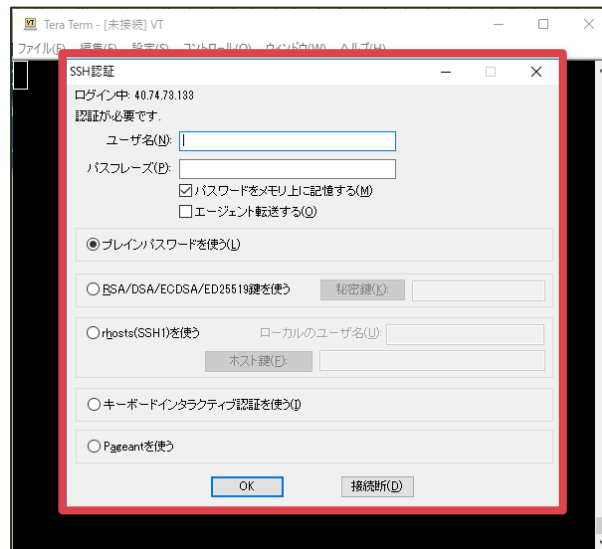 Tera Term - [未接続] VT
ファイル(F) 編集(E) 設定(S) コントロール(O) ウィンドウ(W) ヘルプ(H)
SSH認証
ログイン中: 40.74.73.133
認証が必要です.
ユーザ名(N):
パスフレーズ(P):
パスワードをメモリ上に記憶する(M)
エージェント転送する(O)
プレインパスワードを使う(L)
RSA/DSA/ECDSA/ED25519鍵を使う 秘密鍵(K):
rhosts(SSH1)を使う ローカルのユーザ名(U):
ホスト鍵(F):
キーボードインタラクティブ認証を使う(I)
Pageantを使う
OK 接続断(D)